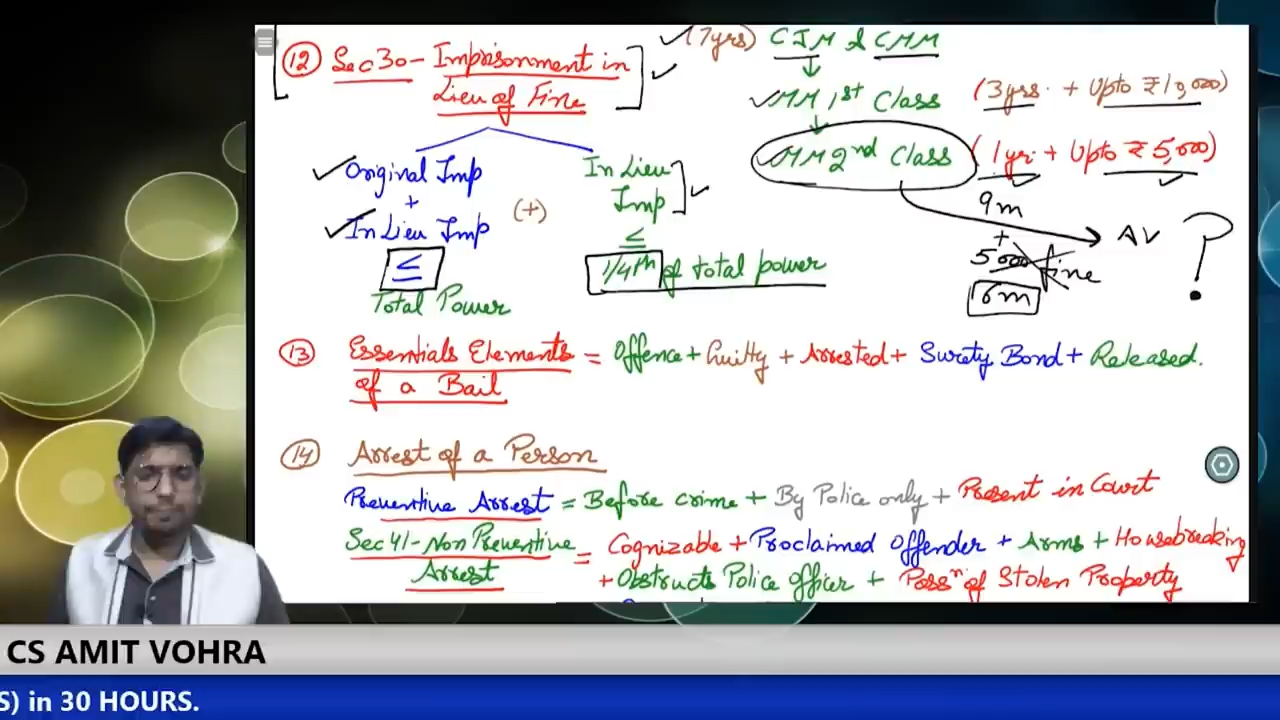 (7yrs) CJM & CMM
12 Sec 30 - Imprisonment in
Lieu of Fine
MM 1st Class (3yrs. + Upto ₹10,000)
MM 2nd Class (1yr + Upto ₹5,000)
Original Imp
+
In Lieu Imp
≤
Total Power
(+)
In Lieu
Imp
≤
1/4th of total power
9m
+
5000 fine
6m
AV ?
13 Essentials Elements = Offence + Guilty + Arrested + Surety Bond + Released.
of a Bail
14 Arrest of a Person
Preventive Arrest = Before crime + By Police only + Present in Court
Sec 41 - Non Preventive = Cognizable + Proclaimed Offender + Arms + Housebreaking
Arrest + Obstructs Police Officer + Possn of Stolen Property
CS AMIT VOHRA
S) in 30 HOURS.